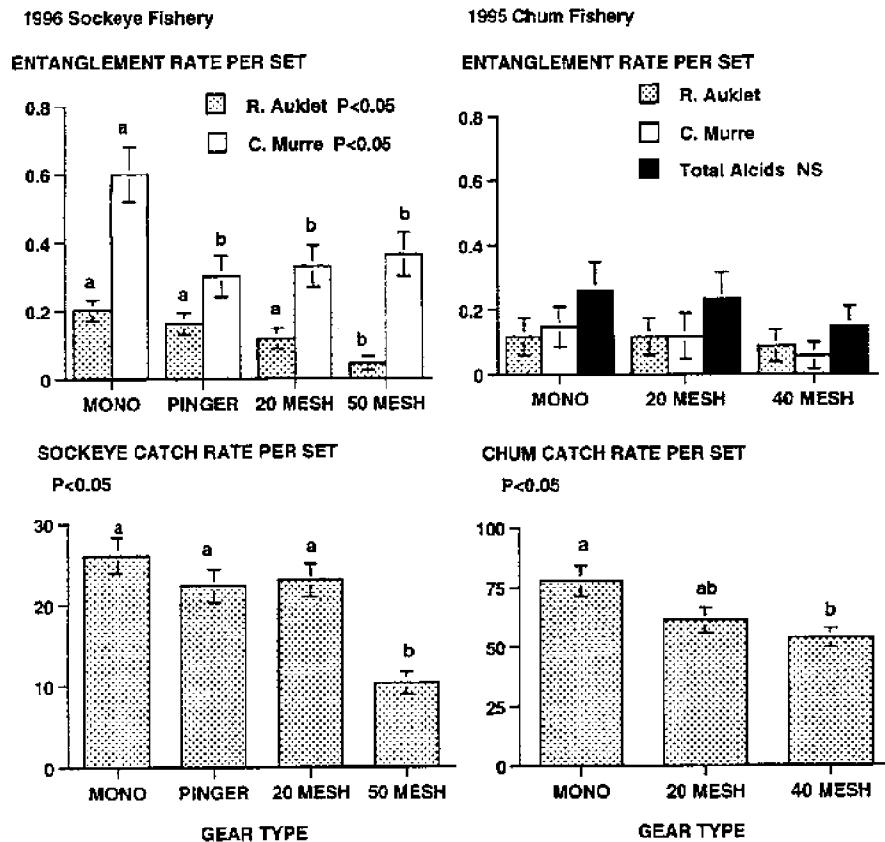 1996 Sockeye Fishery
ENTANGLEMENT RATE PER SET
R. Auklet P<0.05
C. Murre P<0.05
0.8
0.6
0.4
0.2
0
a
a
a
b
a
b
b
b
MONO PINGER 20 MESH 50 MESH
1995 Chum Fishery
ENTANGLEMENT RATE PER SET
R. Auklet
C. Murre
Total Alcids NS
0.8
0.6
0.4
0.2
0
MONO 20 MESH 40 MESH
SOCKEYE CATCH RATE PER SET
P<0.05
30
20
10
0
a
a
a
b
MONO PINGER 20 MESH 50 MESH
GEAR TYPE
CHUM CATCH RATE PER SET
P<0.05
100
75
50
25
0
a
ab
b
MONO 20 MESH 40 MESH
GEAR TYPE